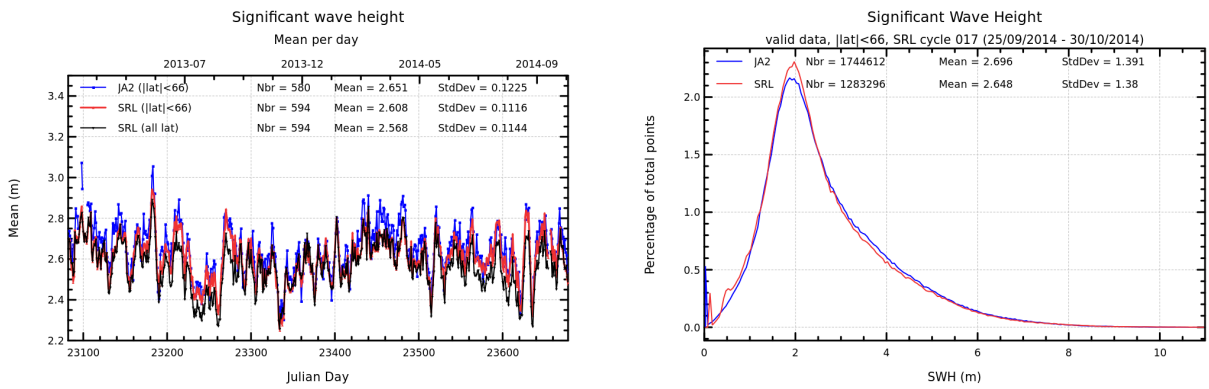 Significant wave height
Mean per day
2013-07 2013-12 2014-05 2014-09
JA2 (|lat|<66) Nbr = 580 Mean = 2.651 StdDev = 0.1225
SRL (|lat|<66) Nbr = 594 Mean = 2.608 StdDev = 0.1116
SRL (all lat) Nbr = 594 Mean = 2.568 StdDev = 0.1144
3.4
3.2
3.0
2.8
2.6
2.4
2.2
Mean (m)
23100 23200 23300 23400 23500 23600
Julian Day
Significant Wave Height
valid data, |lat|<66, SRL cycle 017 (25/09/2014 - 30/10/2014)
JA2 Nbr = 1744612 Mean = 2.696 StdDev = 1.391
SRL Nbr = 1283296 Mean = 2.648 StdDev = 1.38
2.0
1.5
1.0
0.5
0.0
Percentage of total points
0 2 4 6 8 10
SWH (m)